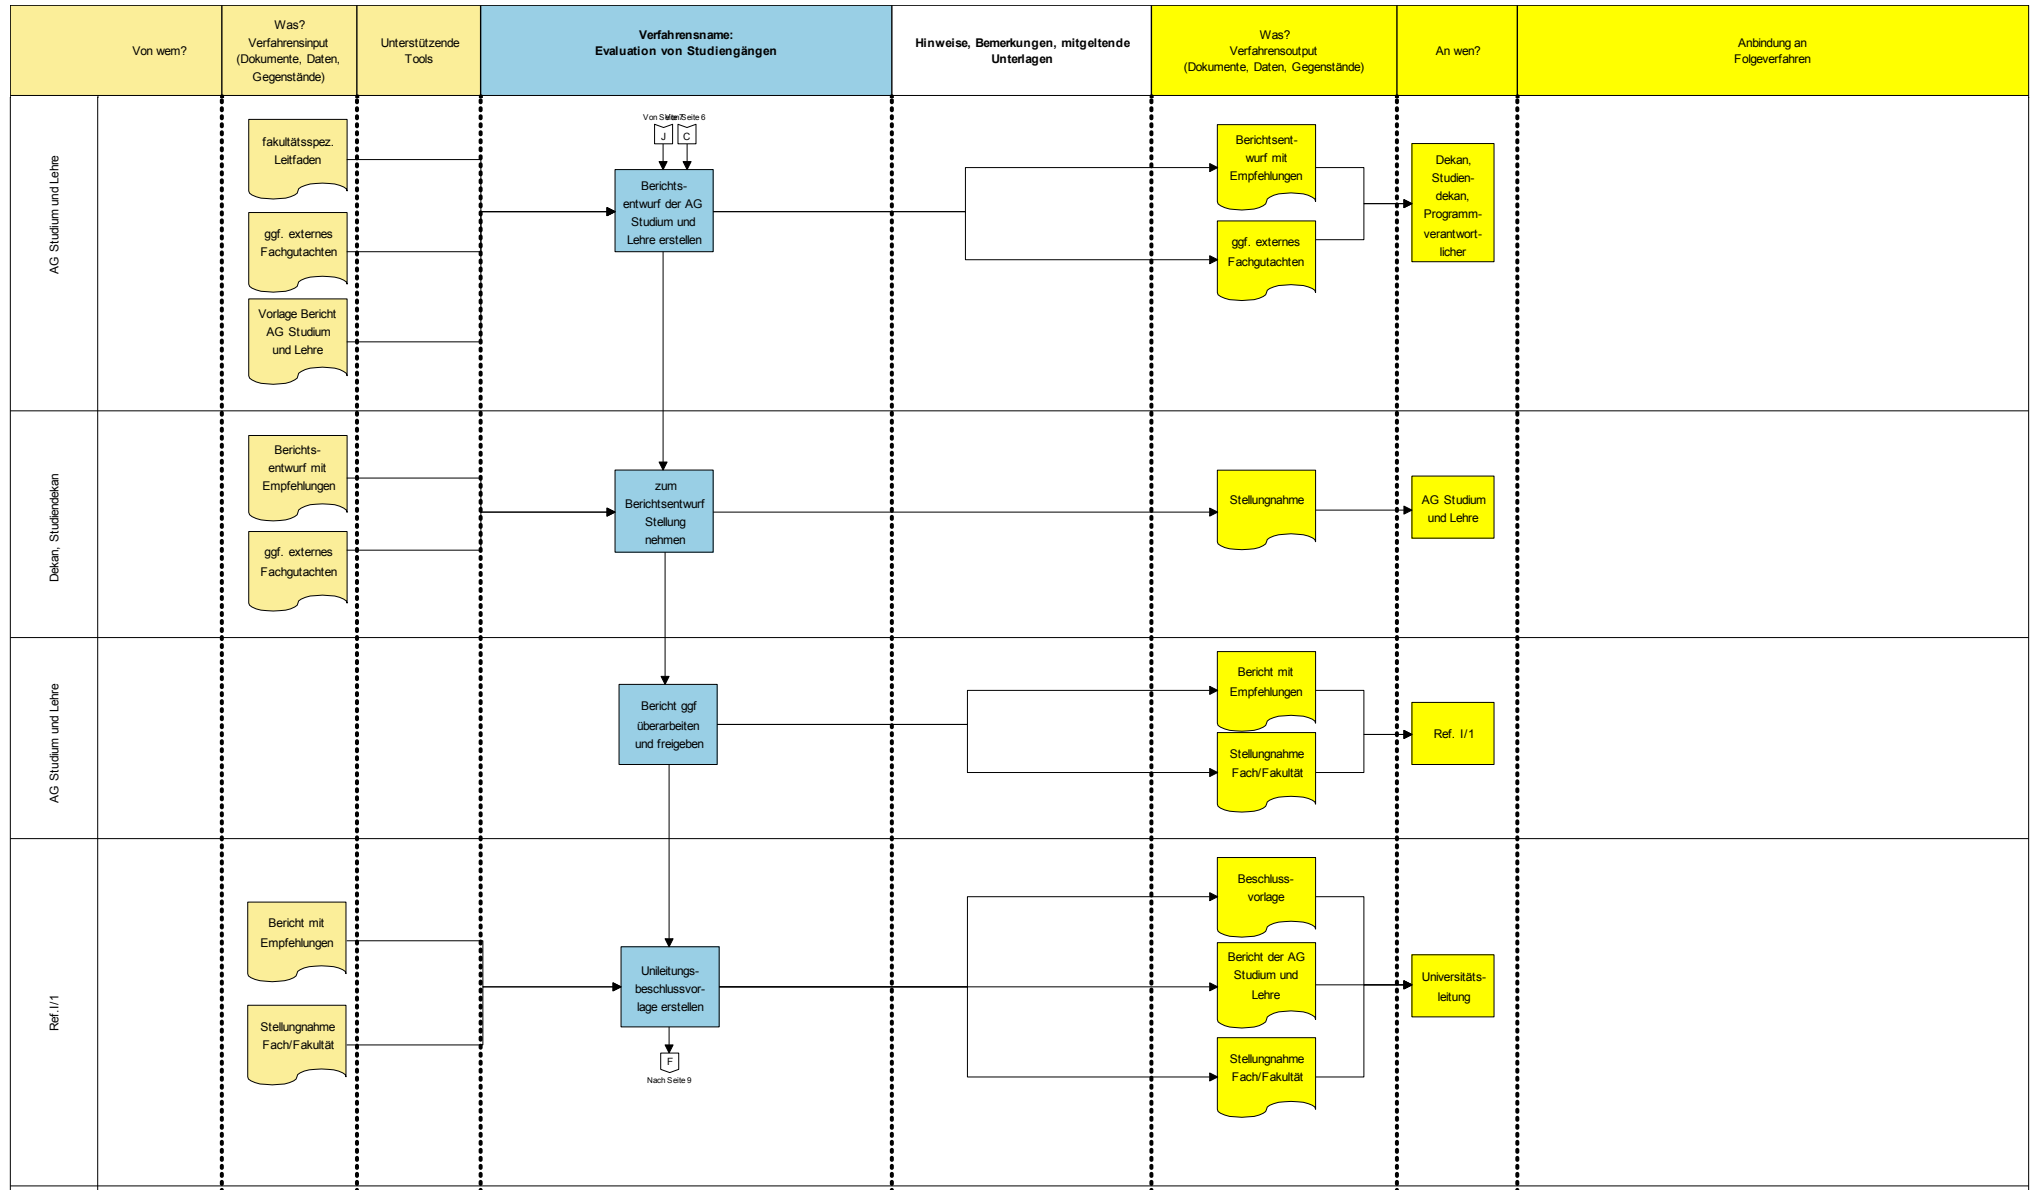 Von wem?
Was?
Verfahrensinput
(Dokumente, Daten,
Gegenstände)
Unterstützende
Tools
Verfahrensname:
Evaluation von Studiengängen
Hinweise, Bemerkungen, mitgeltende
Unterlagen
Was?
Verfahrensoutput
(Dokumente, Daten, Gegenstände)
An wen?
Anbindung an
Folgeverfahren
AG Studium und Lehre
fakultätsspez.
Leitfaden
ggf. externes
Fachgutachten
Vorlage Bericht
AG Studium
und Lehre
Von Seite 7
Von Seite 6
J
C
Berichts-
entwurf der AG
Studium und
Lehre erstellen
Berichtsent-
wurf mit
Empfehlungen
ggf. externes
Fachgutachten
Dekan,
Studien-
dekan,
Programm-
verantwort-
licher
Dekan, Studiendekan
Berichts-
entwurf mit
Empfehlungen
ggf. externes
Fachgutachten
zum
Berichtsentwurf
Stellung
nehmen
Stellungnahme
AG Studium
und Lehre
AG Studium und Lehre
Bericht ggf
überarbeiten
und freigeben
Bericht mit
Empfehlungen
Stellungnahme
Fach/Fakultät
Ref. I/1
Ref.I/1
Bericht mit
Empfehlungen
Stellungnahme
Fach/Fakultät
Unileitungs-
beschlussvor-
lage erstellen
F
Nach Seite 9
Beschluss-
vorlage
Bericht der AG
Studium und
Lehre
Stellungnahme
Fach/Fakultät
Universitäts-
leitung